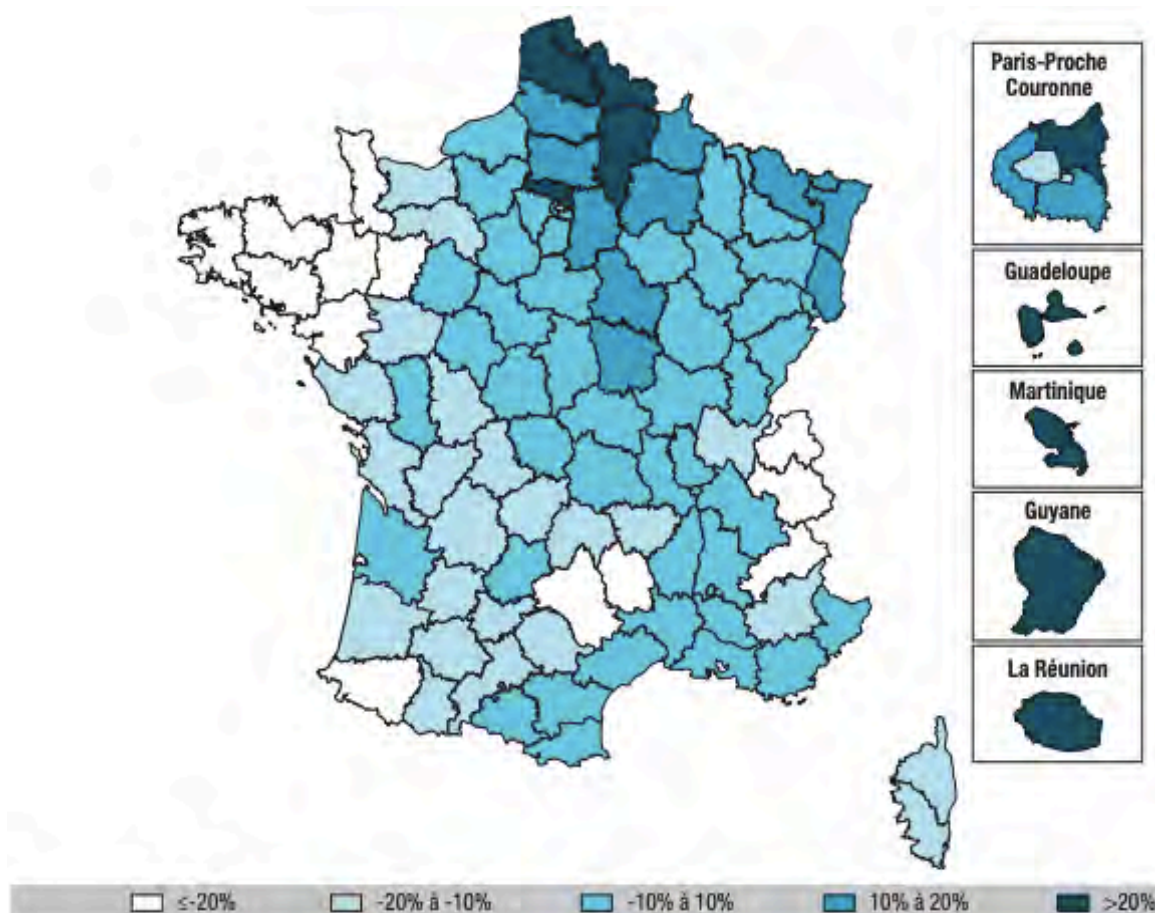 Paris-Proche
Couronne
Guadeloupe
Martinique
Guyane
La Réunion
≤-20%
-20% à -10%
-10% à 10%
10% à 20%
>20%